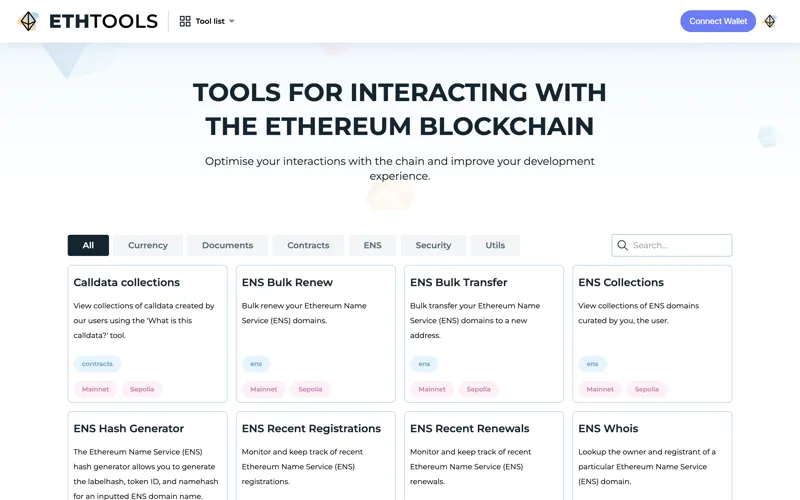 ETHTOOLS
Tool list
Connect Wallet
TOOLS FOR INTERACTING WITH
THE ETHEREUM BLOCKCHAIN
Optimise your interactions with the chain and improve your development
experience.
All
Currency
Documents
Contracts
ENS
Security
Utils
Search...
Calldata collections
View collections of calldata created by
our users using the 'What is this
calldata?' tool.
contracts
Mainnet
Sepolia
ENS Bulk Renew
Bulk renew your Ethereum Name
Service (ENS) domains.
ens
Mainnet
Sepolia
ENS Bulk Transfer
Bulk transfer your Ethereum Name
Service (ENS) domains to a new
address.
ens
Mainnet
Sepolia
ENS Collections
View collections of ENS domains
curated by you, the user.
ens
Mainnet
Sepolia
ENS Hash Generator
The Ethereum Name Service (ENS)
hash generator allows you to generate
the labelhash, token ID, and namehash
for an inputted ENS domain name.
ENS Recent Registrations
Monitor and keep track of recent
Ethereum Name Service (ENS)
registrations.
ENS Recent Renewals
Monitor and keep track of recent
Ethereum Name Service (ENS)
renewals.
ENS Whois
Lookup the owner and registrant of a
particular Ethereum Name Service
(ENS) domain.